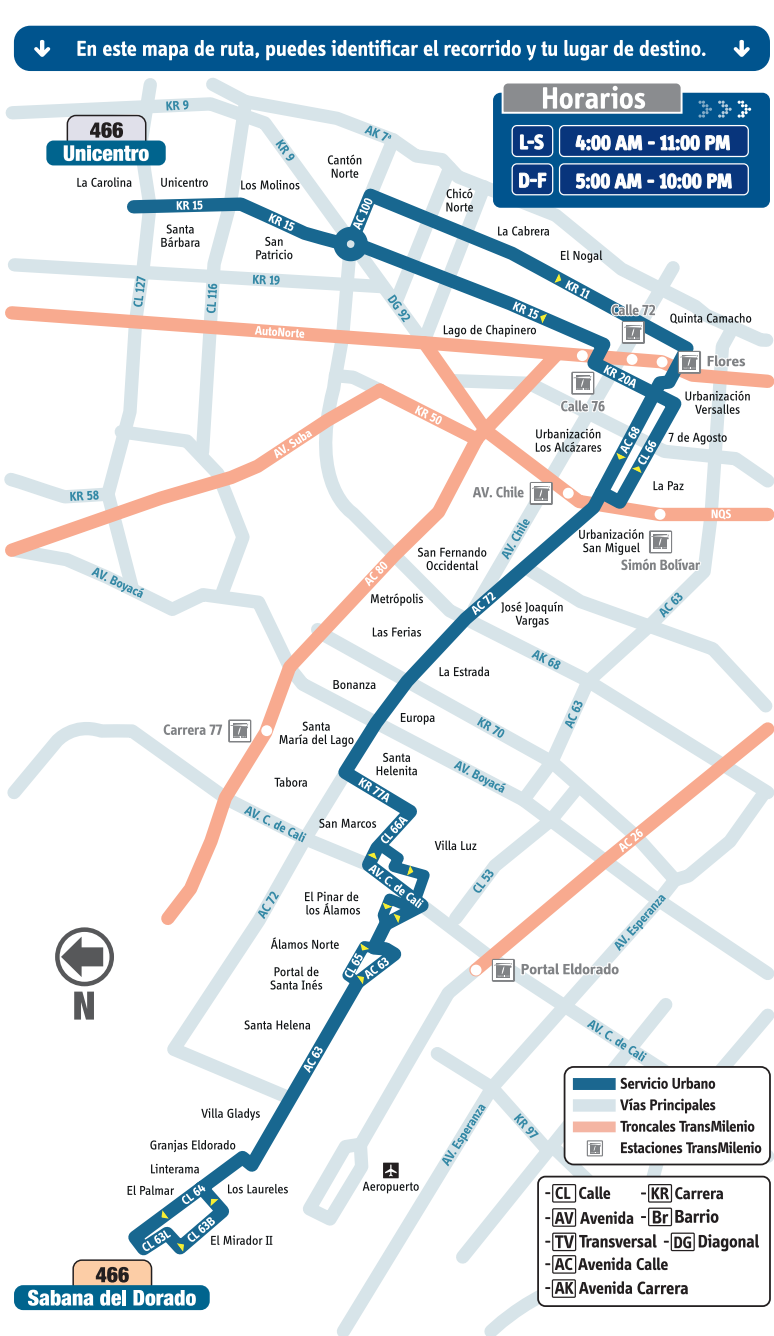 En este mapa de ruta, puedes identificar el recorrido y tu lugar de destino.
Horarios
L-S
4:00 AM - 11:00 PM
D-F
5:00 AM - 10:00 PM
KR 9
466
Unicentro
KR 9
AK 7ª
Cantón
Norte
La Carolina
Unicentro
Los Molinos
Chicó
Norte
KR 15
KR 15
AC 100
Santa
Bárbara
San
Patricio
La Cabrera
El Nogal
KR 19
CL 127
CL 116
DG 92
KR 11
KR 15
Calle 72
Quinta Camacho
AutoNorte
Lago de Chapinero
Flores
KR 20A
Calle 76
Urbanización
Versalles
KR 50
AV. Suba
Urbanización
Los Alcázares
AC 68
CL 66
7 de Agosto
La Paz
KR 58
AV. Chile
NQS
AV. Chile
Urbanización
San Miguel
Simón Bolívar
San Fernando
Occidental
AV. Boyacá
AC 80
Metrópolis
AC 72
José Joaquín
Vargas
AC 63
Las Ferias
AK 68
La Estrada
Bonanza
Europa
AC 63
KR 70
Carrera 77
Santa
María del Lago
Santa
Helenita
AV. Boyacá
Tabora
KR 77A
AV. C. de Cali
San Marcos
CL 66A
Villa Luz
AC 26
AV. C. de Cali
CL 53
AC 72
El Pinar de
los Álamos
AV. Esperanza
Álamos Norte
CL 65
AC 63
Portal de
Santa Inés
Portal Eldorado
N
Santa Helena
AV. C. de Cali
AC 63
Villa Gladys
AV. Esperanza
KR 97
Granjas Eldorado
Linterama
El Palmar
CL 64
Los Laureles
Aeropuerto
CL 63L
CL 63B
El Mirador II
466
Sabana del Dorado
Servicio Urbano
Vías Principales
Troncales TransMilenio
Estaciones TransMilenio
- CL Calle - KR Carrera
- AV Avenida - Br Barrio
- TV Transversal - DG Diagonal
- AC Avenida Calle
- AK Avenida Carrera